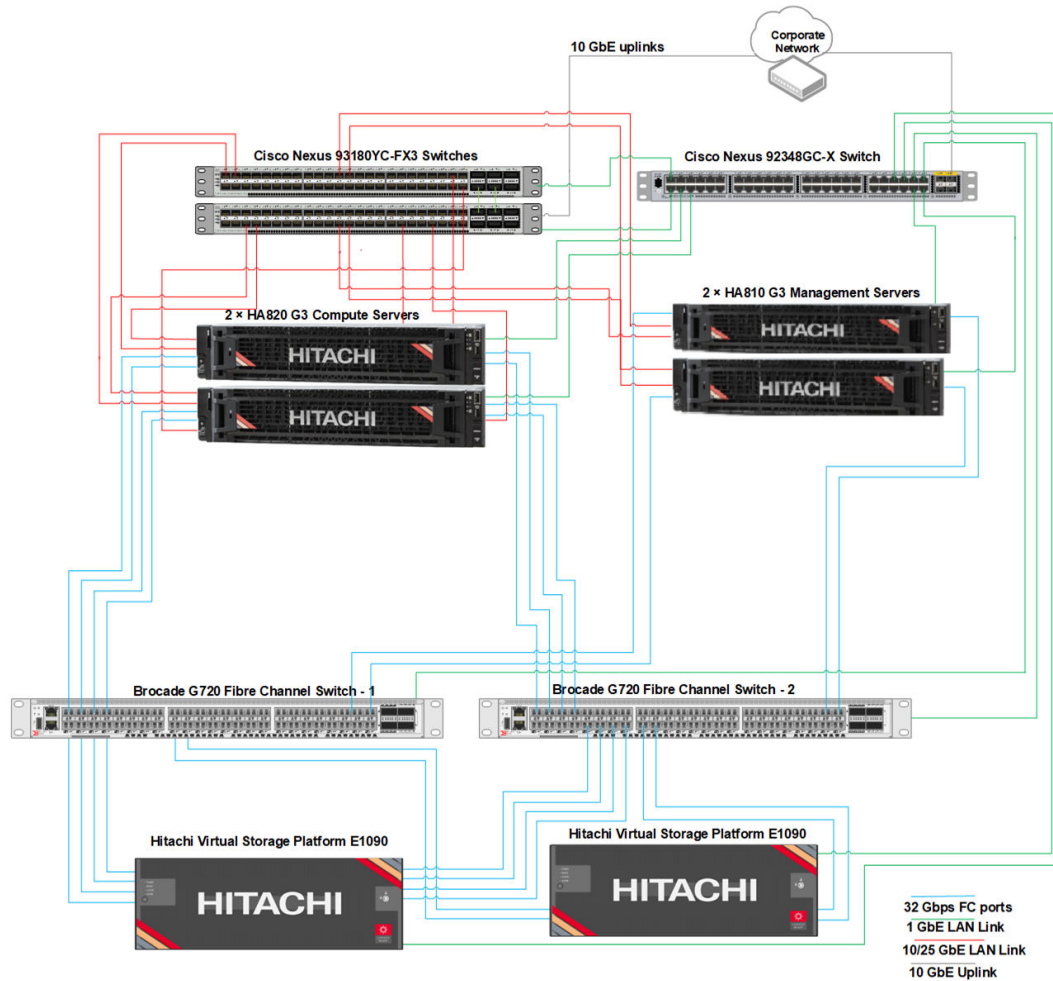 Corporate
Network
10 GbE uplinks
Cisco Nexus 93180YC-FX3 Switches
Cisco Nexus 92348GC-X Switch
2 × HA820 G3 Compute Servers
2 × HA810 G3 Management Servers
HITACHI
HITACHI
HITACHI
HITACHI
Brocade G720 Fibre Channel Switch - 1
Brocade G720 Fibre Channel Switch - 2
Hitachi Virtual Storage Platform E1090
Hitachi Virtual Storage Platform E1090
HITACHI
HITACHI
32 Gbps FC ports
1 GbE LAN Link
10/25 GbE LAN Link
10 GbE Uplink